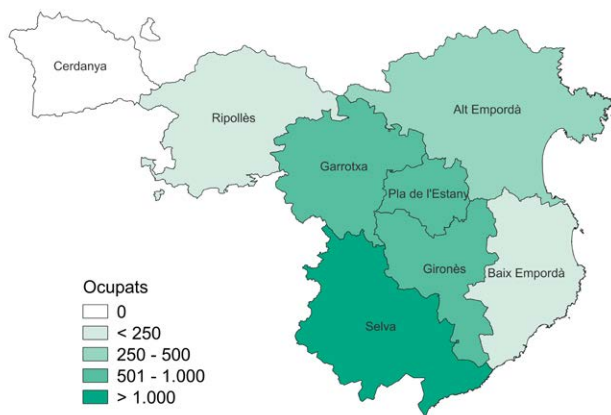 Cerdanya
Ripollès
Alt Empordà
Garrotxa
Pla de l'Estany
Gironès
Baix Empordà
Selva
Ocupats
0
< 250
250 - 500
501 - 1.000
> 1.000